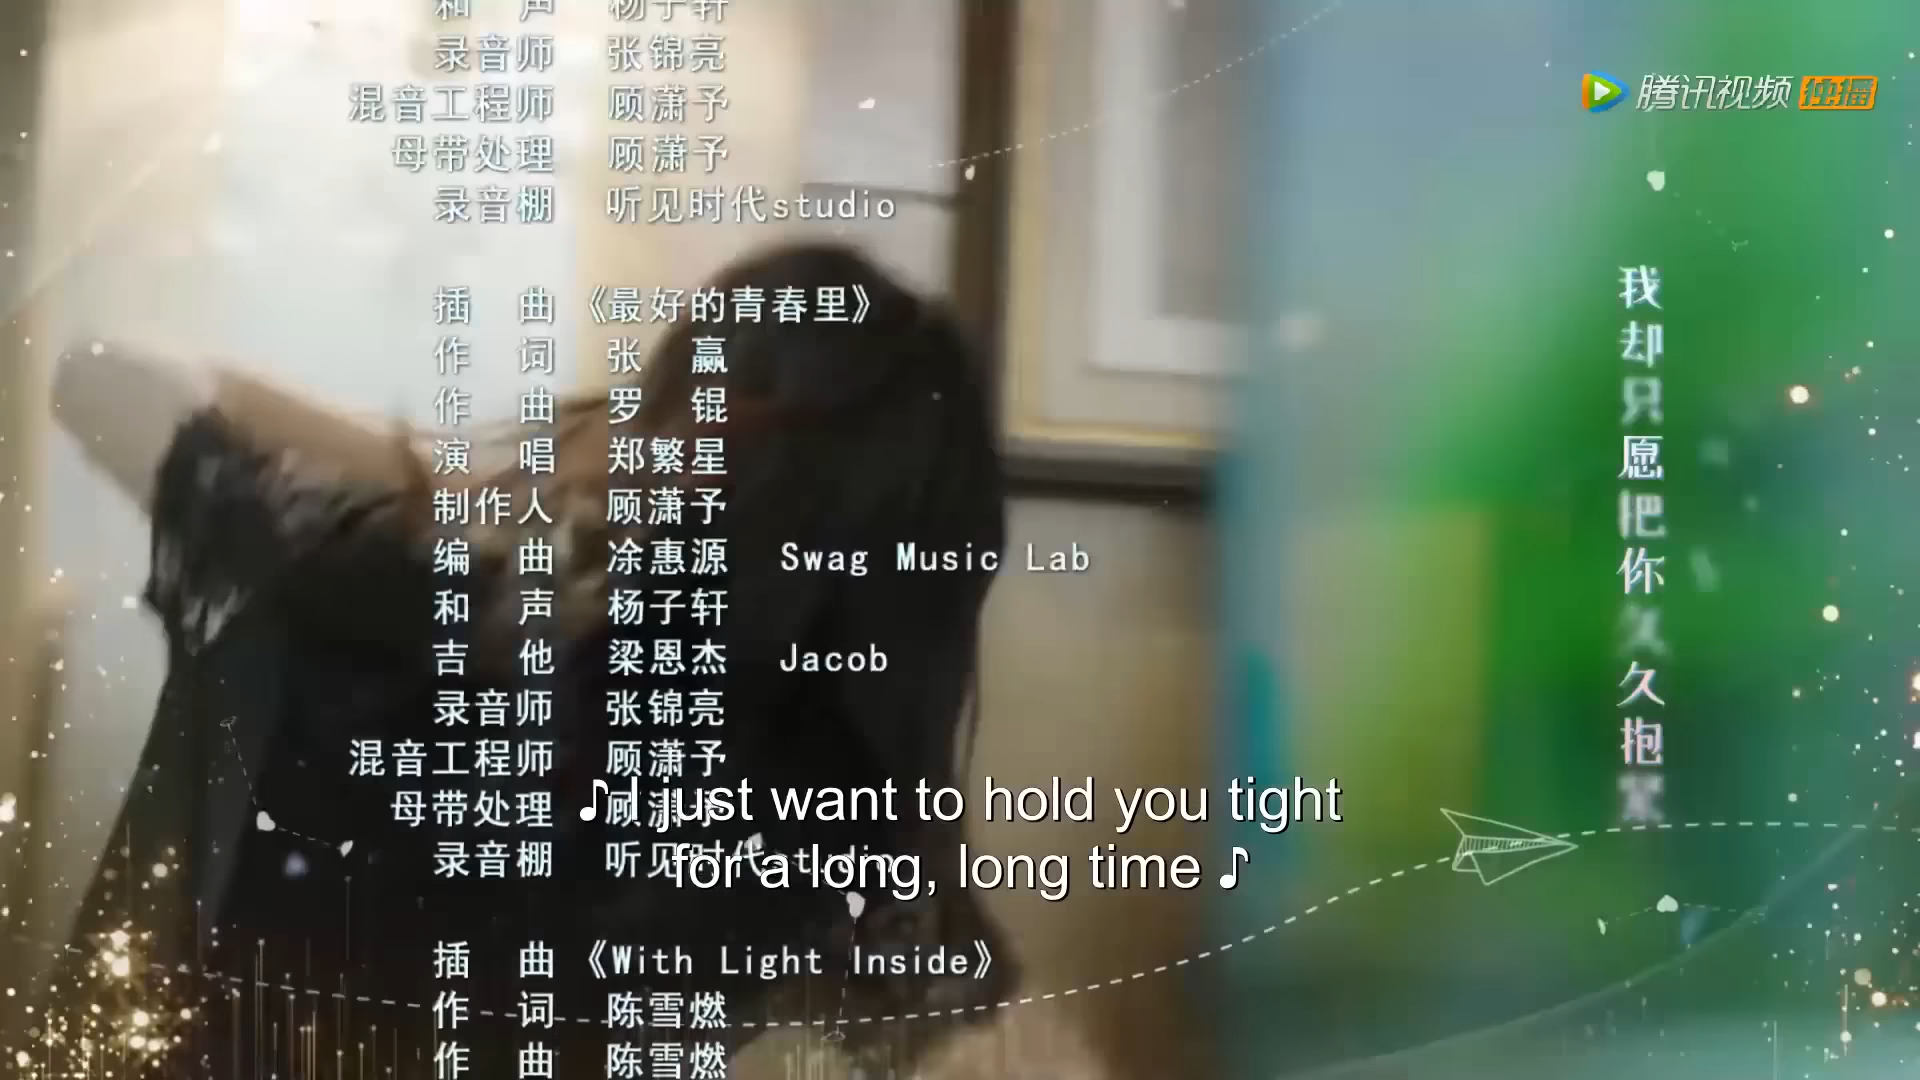 和 声 杨子轩
录音师 张锦亮
混音工程师 顾潇予
母带处理 顾潇予
录音棚 听见时代studio
插 曲 《最好的青春里》
作 词 张 赢
作 曲 罗 锟
演 唱 郑繁星
制作人 顾潇予
编 曲 涂惠源 Swag Music Lab
和 声 杨子轩
吉 他 梁恩杰 Jacob
录音师 张锦亮
混音工程师 顾潇予
母带处理 顾潇予
录音棚 听见时代studio
插 曲 《With Light Inside》
作 词 陈雪燃
作 曲 陈雪燃
♪ I just want to hold you tight
for a long, long time ♪
腾讯视频 独播
我却只愿把你久久抱紧